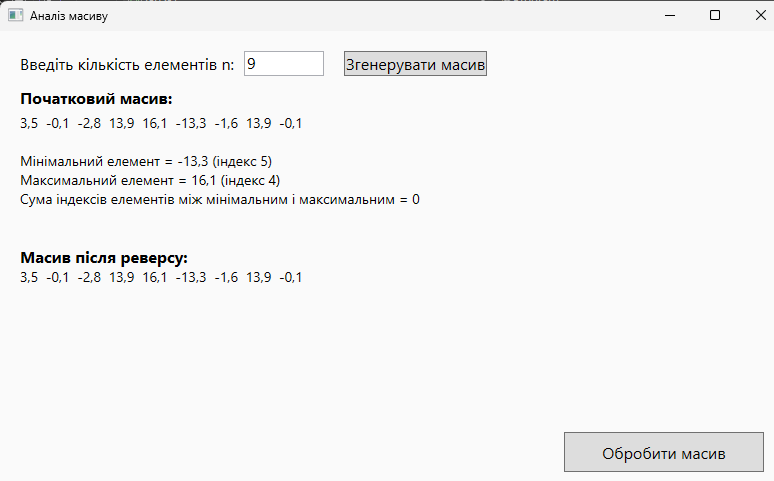 Аналіз масиву
Введіть кількість елементів n: 9 Згенерувати масив
Початковий масив:
3,5 -0,1 -2,8 13,9 16,1 -13,3 -1,6 13,9 -0,1
Мінімальний елемент = -13,3 (індекс 5)
Максимальний елемент = 16,1 (індекс 4)
Сума індексів елементів між мінімальним і максимальним = 0
Масив після реверсу:
3,5 -0,1 -2,8 13,9 16,1 -13,3 -1,6 13,9 -0,1
Обробити масив